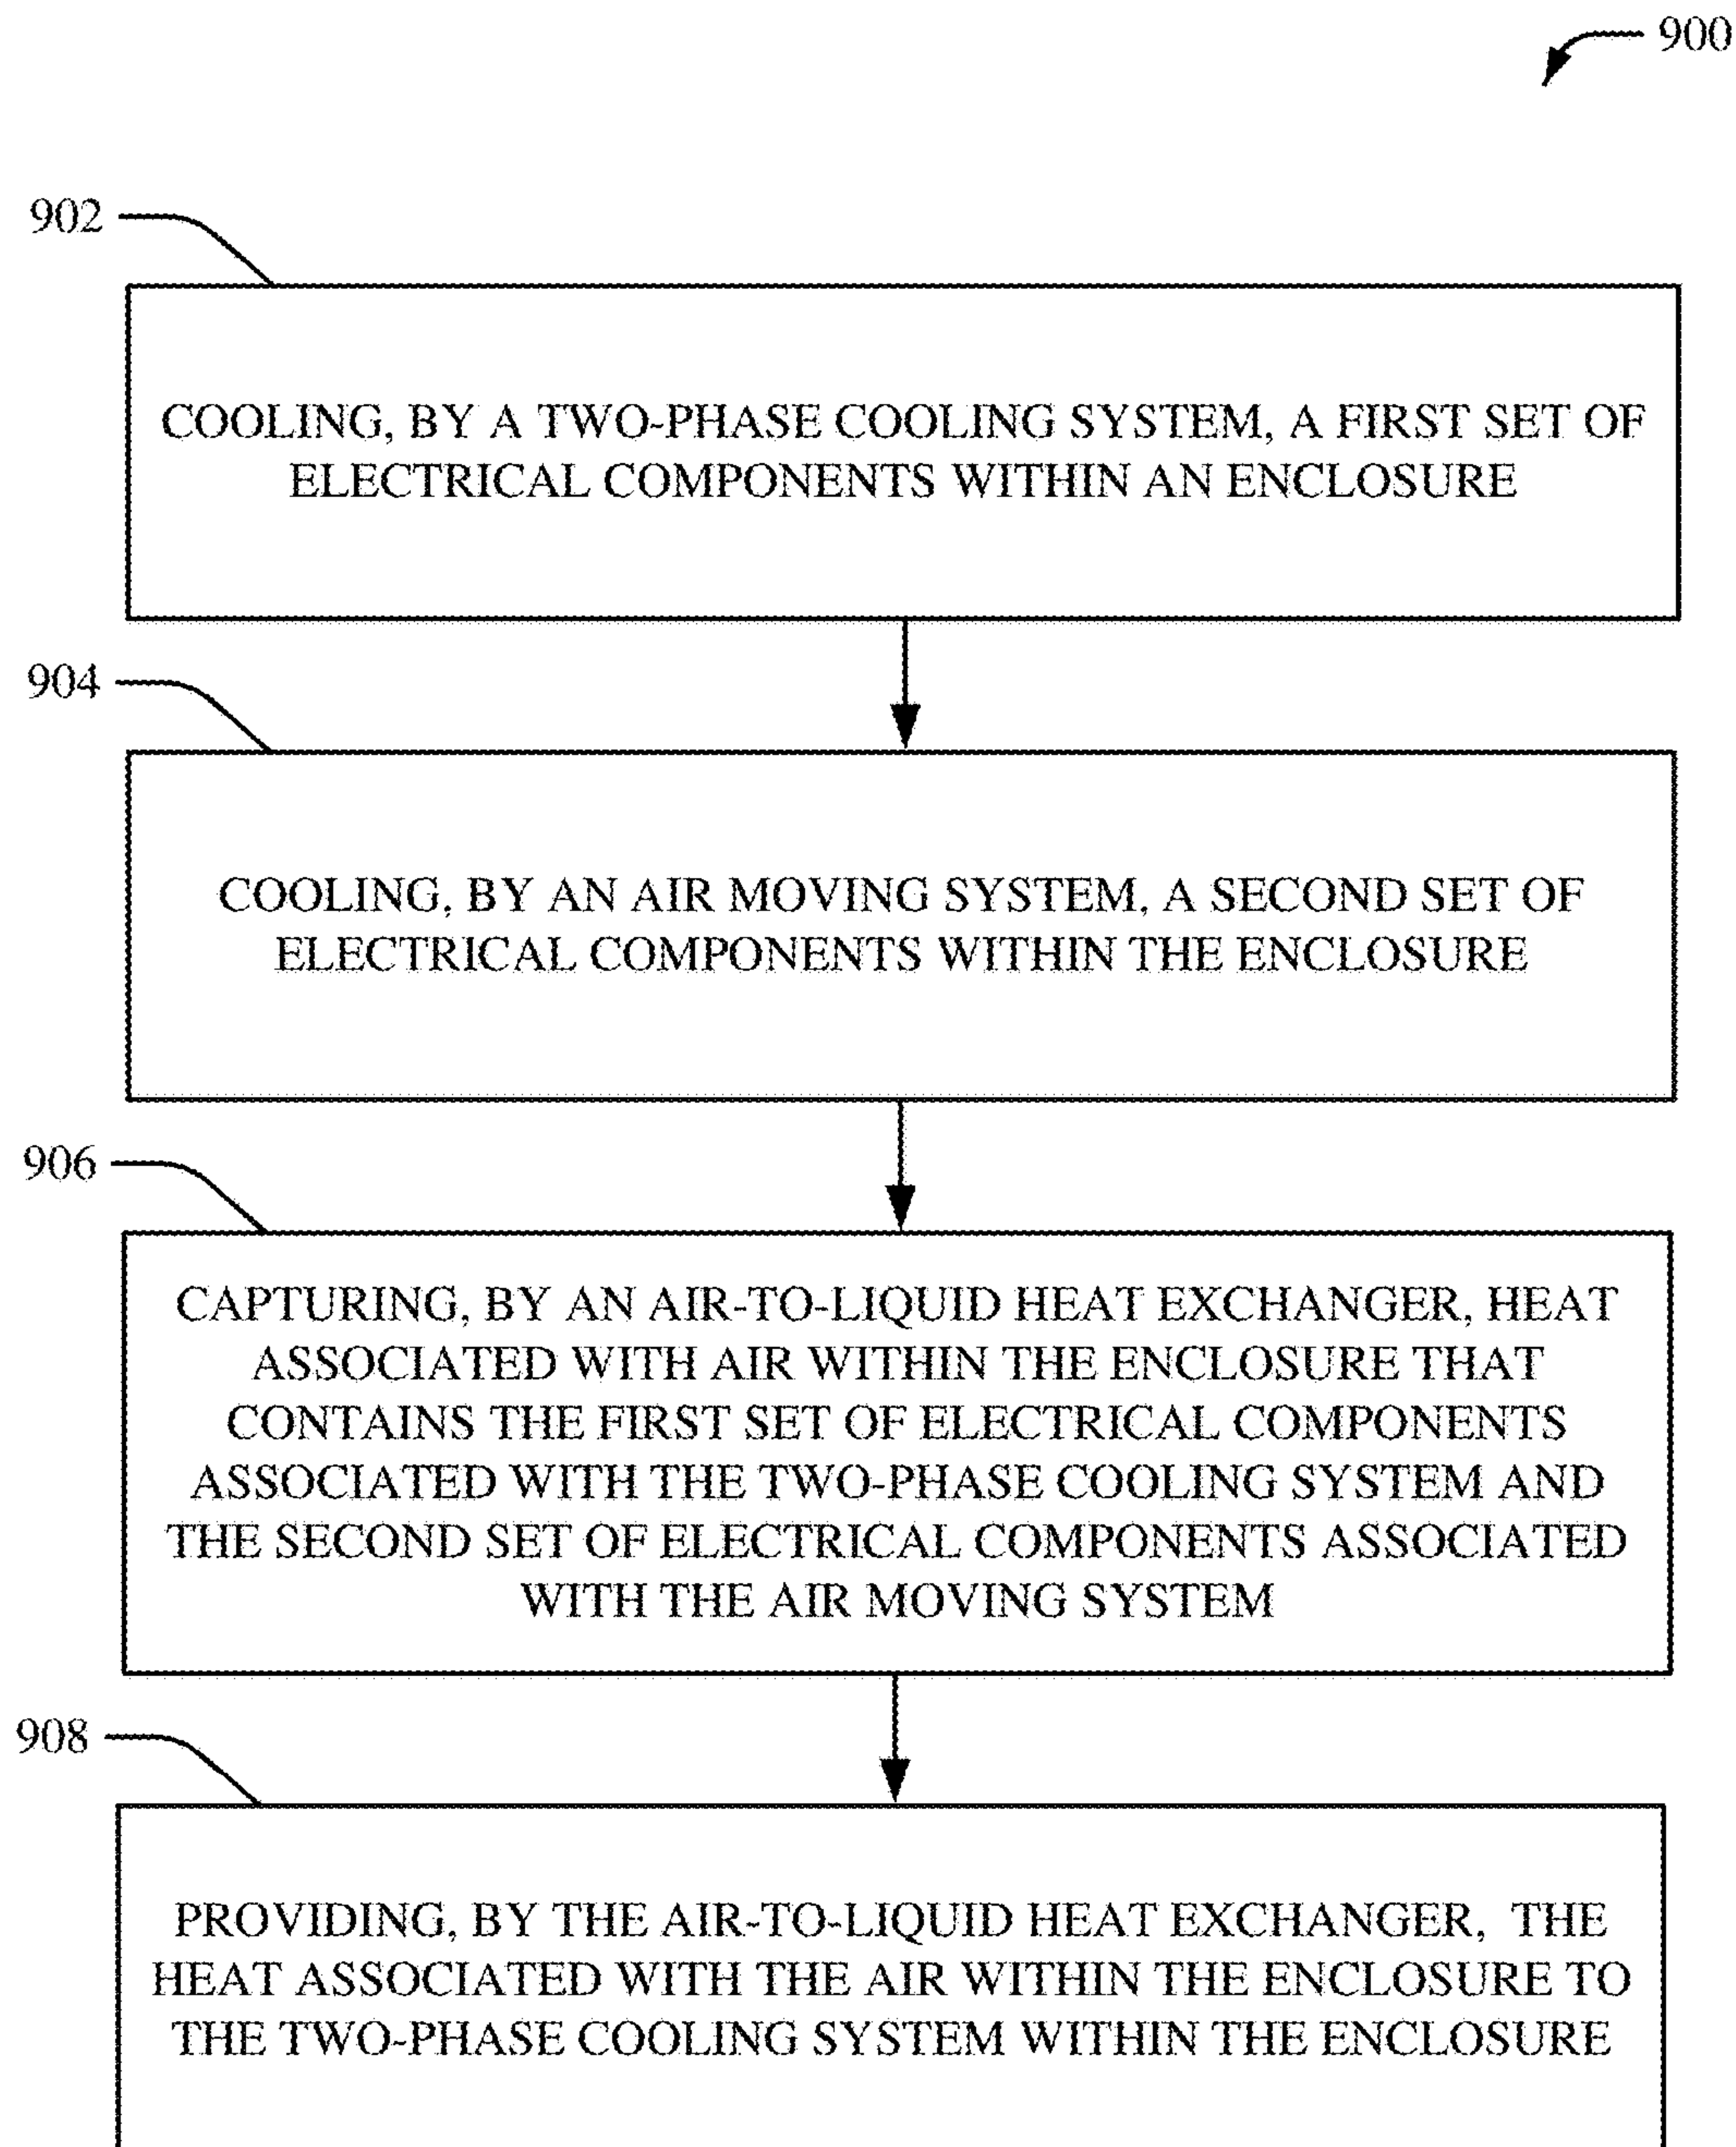 900
902
COOLING, BY A TWO-PHASE COOLING SYSTEM, A FIRST SET OF
ELECTRICAL COMPONENTS WITHIN AN ENCLOSURE
904
COOLING, BY AN AIR MOVING SYSTEM, A SECOND SET OF
ELECTRICAL COMPONENTS WITHIN THE ENCLOSURE
906
CAPTURING, BY AN AIR-TO-LIQUID HEAT EXCHANGER, HEAT
ASSOCIATED WITH AIR WITHIN THE ENCLOSURE THAT
CONTAINS THE FIRST SET OF ELECTRICAL COMPONENTS
ASSOCIATED WITH THE TWO-PHASE COOLING SYSTEM AND
THE SECOND SET OF ELECTRICAL COMPONENTS ASSOCIATED
WITH THE AIR MOVING SYSTEM
908
PROVIDING, BY THE AIR-TO-LIQUID HEAT EXCHANGER, THE
HEAT ASSOCIATED WITH THE AIR WITHIN THE ENCLOSURE TO
THE TWO-PHASE COOLING SYSTEM WITHIN THE ENCLOSURE